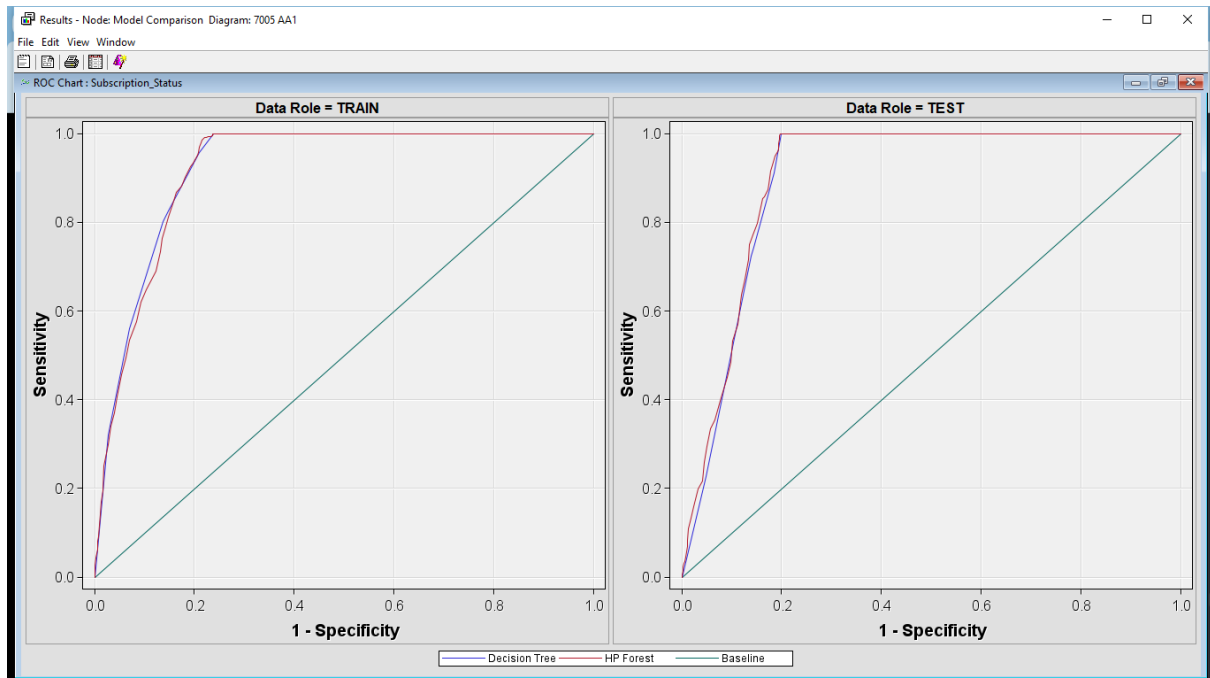 Results - Node: Model Comparison Diagram: 7005 AA1
File Edit View Window
ROC Chart : Subscription_Status
Data Role = TRAIN
Data Role = TEST
Sensitivity
1.0
0.8
0.6
0.4
0.2
0.0
0.0 0.2 0.4 0.6 0.8 1.0
1 - Specificity
Sensitivity
1.0
0.8
0.6
0.4
0.2
0.0
0.0 0.2 0.4 0.6 0.8 1.0
1 - Specificity
Decision Tree HP Forest Baseline